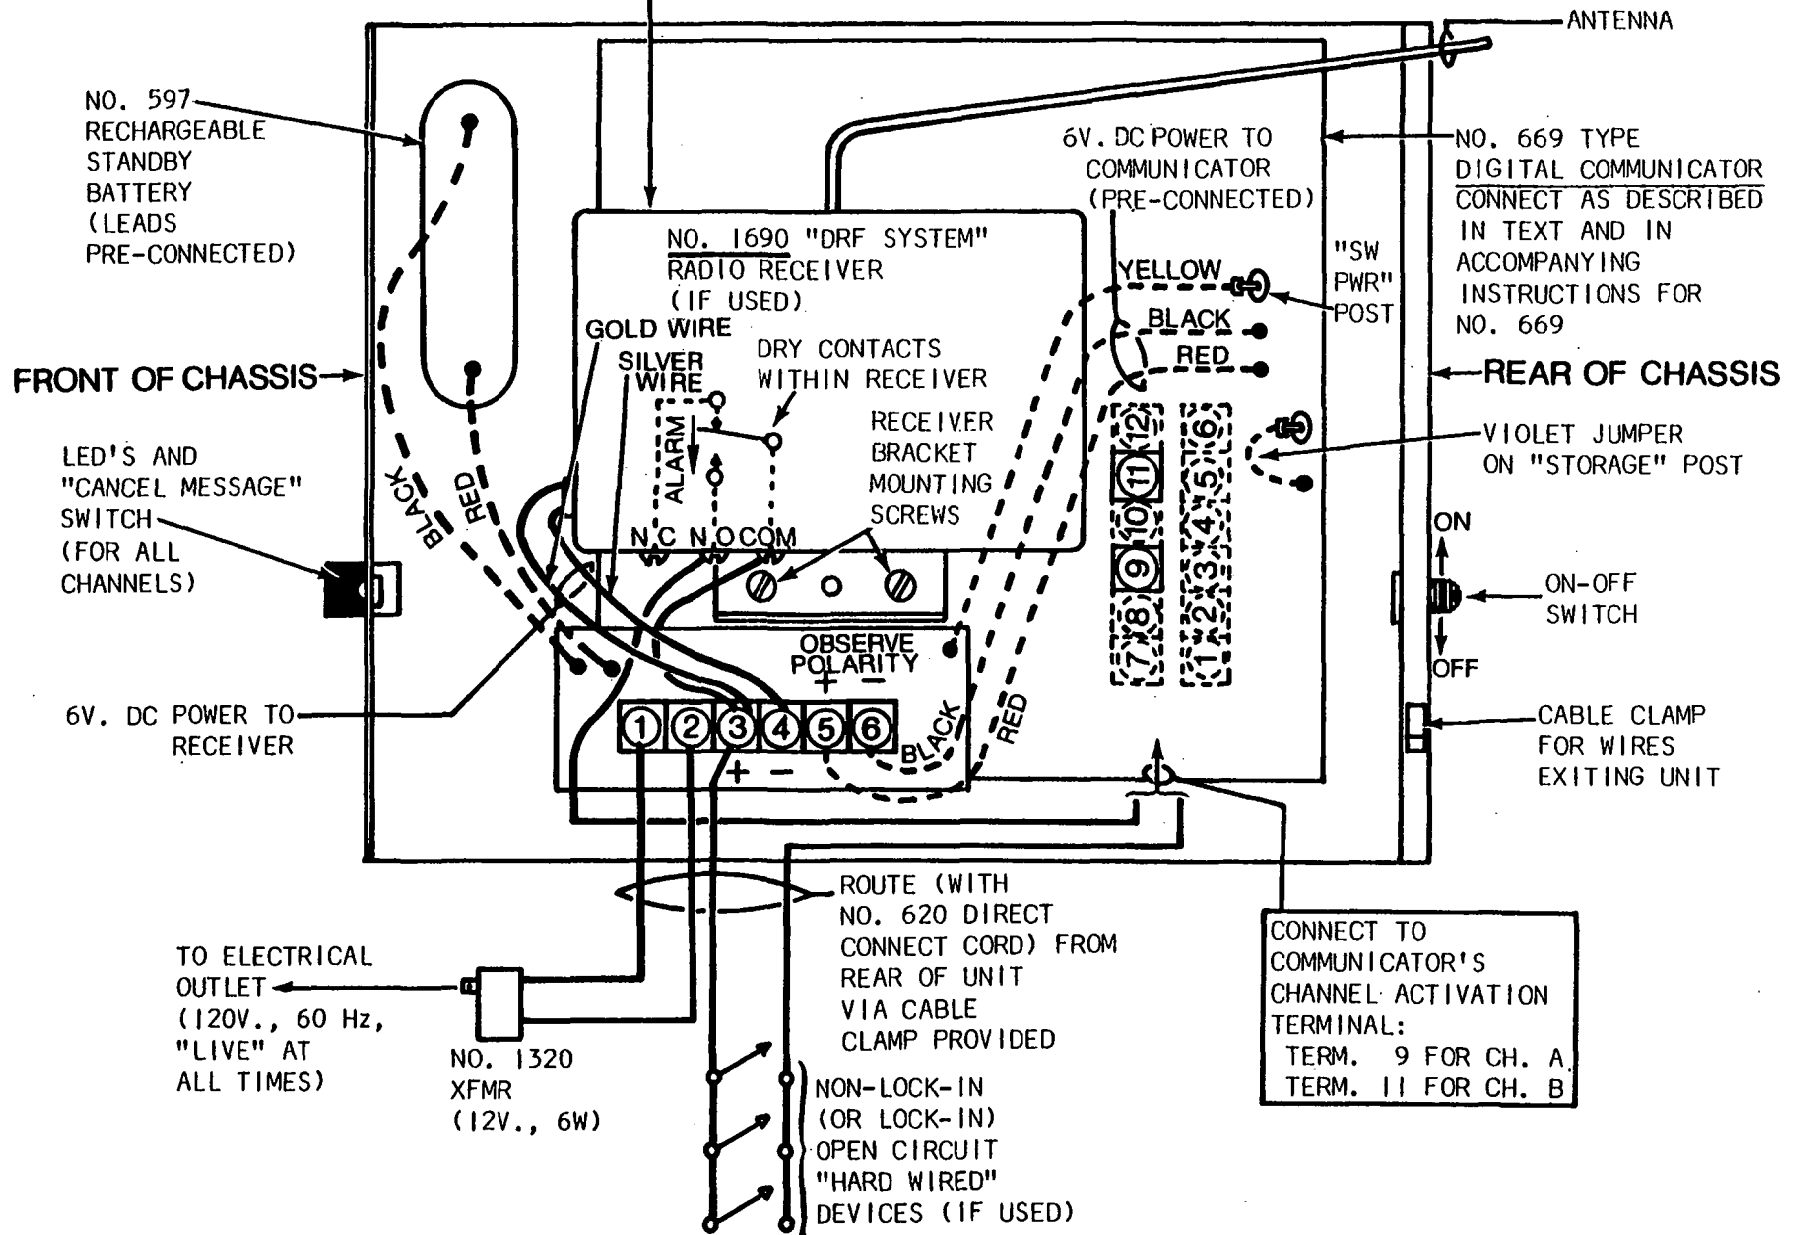 ANTENNA
NO. 597
RECHARGEABLE
STANDBY
BATTERY
(LEADS
PRE-CONNECTED)
6V. DC POWER TO
COMMUNICATOR
(PRE-CONNECTED)
NO. 669 TYPE
DIGITAL COMMUNICATOR
CONNECT AS DESCRIBED
IN TEXT AND IN
ACCOMPANYING
INSTRUCTIONS FOR
NO. 669
NO. 1690 "DRF SYSTEM"
RADIO RECEIVER
(IF USED)
"SW
PWR"
POST
YELLOW
BLACK
RED
GOLD WIRE
SILVER
WIRE
DRY CONTACTS
WITHIN RECEIVER
FRONT OF CHASSIS
REAR OF CHASSIS
RECEIVER
BRACKET
MOUNTING
SCREWS
ALARM
NC NO COM
LED'S AND
"CANCEL MESSAGE"
SWITCH
(FOR ALL
CHANNELS)
BLACK
RED
7 8 9 10 11 12
1 2 3 4 5 6
VIOLET JUMPER
ON "STORAGE" POST
ON
ON-OFF
SWITCH
OFF
OBSERVE
POLARITY
+ −
6V. DC POWER TO
RECEIVER
1 2 3 4 5 6
+ −
BLACK
RED
CABLE CLAMP
FOR WIRES
EXITING UNIT
ROUTE (WITH
NO. 620 DIRECT
CONNECT CORD) FROM
REAR OF UNIT
VIA CABLE
CLAMP PROVIDED
CONNECT TO
COMMUNICATOR'S
CHANNEL ACTIVATION
TERMINAL:
TERM. 9 FOR CH. A
TERM. 11 FOR CH. B
TO ELECTRICAL
OUTLET
(120V., 60 Hz,
"LIVE" AT
ALL TIMES)
NO. 1320
XFMR
(12V., 6W)
NON-LOCK-IN
(OR LOCK-IN)
OPEN CIRCUIT
"HARD WIRED"
DEVICES (IF USED)